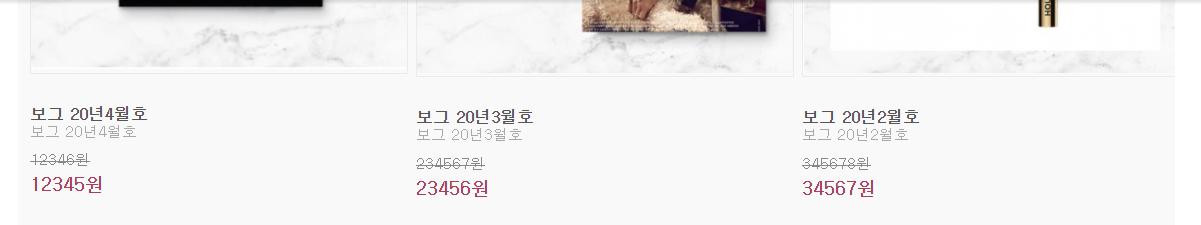 보그 20년4월호
보그 20년4월호
12346원
12345원
보그 20년3월호
보그 20년3월호
234567원
23456원
보그 20년2월호
보그 20년2월호
345678원
34567원